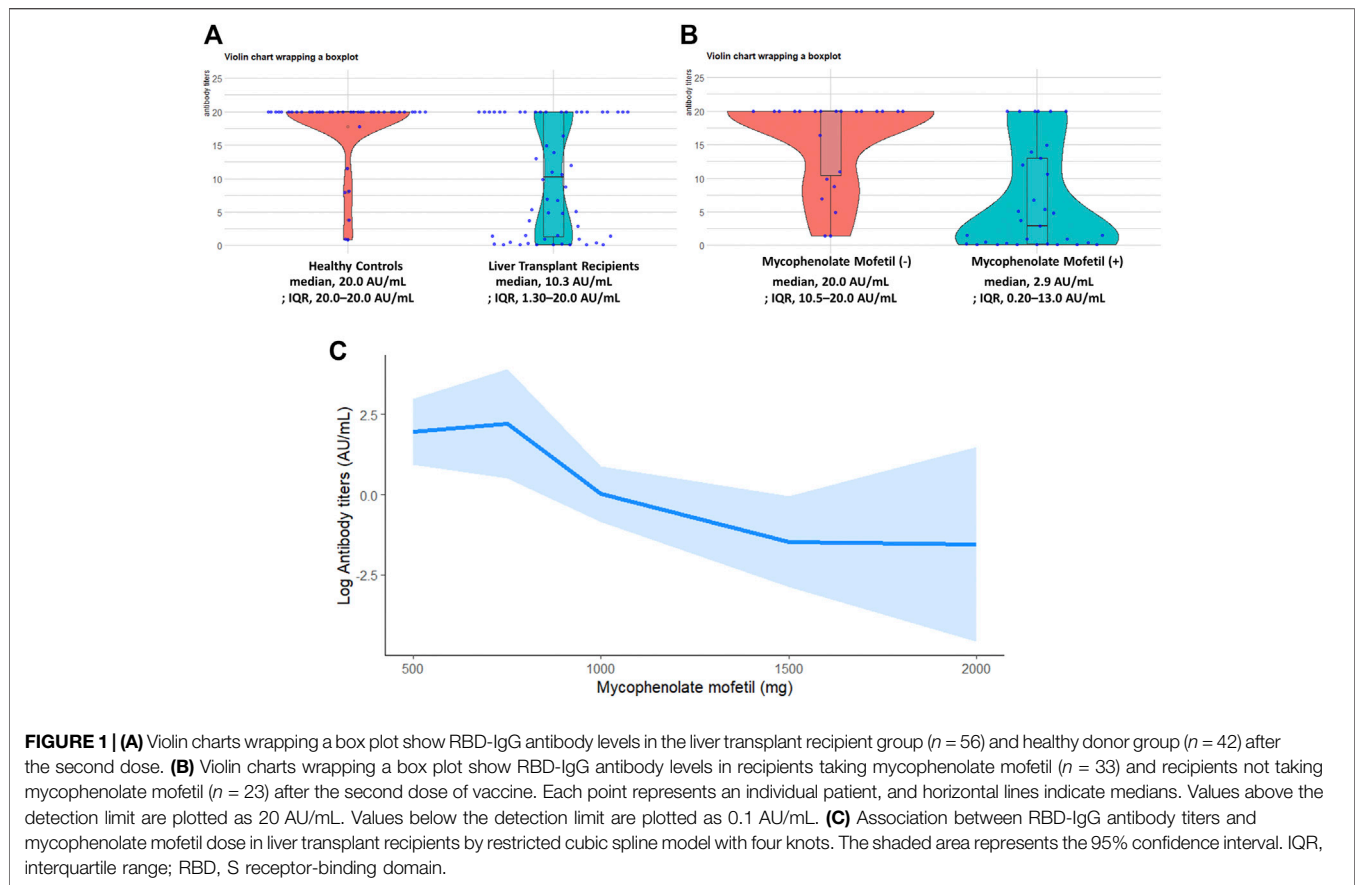 A
Violin chart wrapping a boxplot
antibody titers
25
20
15
10
5
0
Healthy Controls
median, 20.0 AU/mL
; IQR, 20.0–20.0 AU/mL
Liver Transplant Recipients
median, 10.3 AU/mL
; IQR, 1.30–20.0 AU/mL
B
Violin chart wrapping a boxplot
antibody titers
25
20
15
10
5
0
Mycophenolate Mofetil (-)
median, 20.0 AU/mL
; IQR, 10.5–20.0 AU/mL
Mycophenolate Mofetil (+)
median, 2.9 AU/mL
; IQR, 0.20–13.0 AU/mL
C
Log Antibody titers (AU/mL)
2.5
0.0
-2.5
500
1000
1500
2000
Mycophenolate mofetil (mg)
FIGURE 1 | (A) Violin charts wrapping a box plot show RBD-IgG antibody levels in the liver transplant recipient group (n = 56) and healthy donor group (n = 42) after
the second dose. (B) Violin charts wrapping a box plot show RBD-IgG antibody levels in recipients taking mycophenolate mofetil (n = 33) and recipients not taking
mycophenolate mofetil (n = 23) after the second dose of vaccine. Each point represents an individual patient, and horizontal lines indicate medians. Values above the
detection limit are plotted as 20 AU/mL. Values below the detection limit are plotted as 0.1 AU/mL. (C) Association between RBD-IgG antibody titers and
mycophenolate mofetil dose in liver transplant recipients by restricted cubic spline model with four knots. The shaded area represents the 95% confidence interval. IQR,
interquartile range; RBD, S receptor-binding domain.